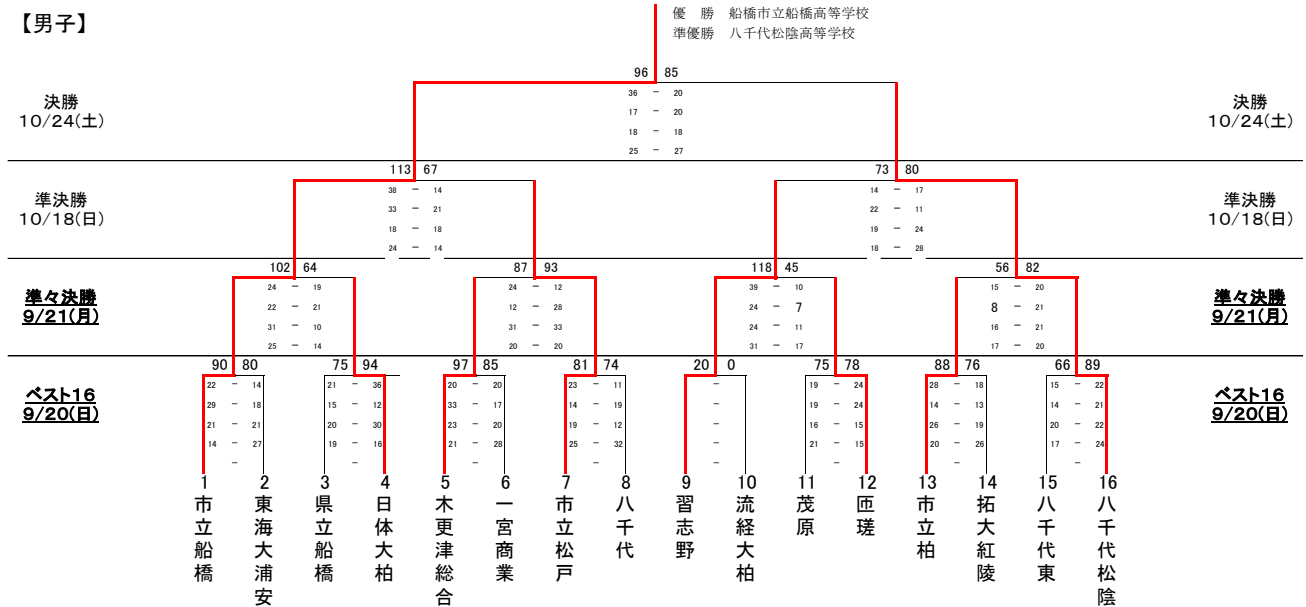 優　勝　船橋市立船橋高等学校
【男子】
準優勝　八千代松陰高等学校
96 85
決勝 36 － 20 決勝
10/24(土) 17 － 20 10/24(土)
18 － 18
25 － 27
113 67 73 80
準決勝 38 － 14 14 － 17 準決勝
10/18(日) 33 － 21 22 － 11 10/18(日)
18 － 18 19 － 24
24 － 14 18 － 28
102 64 87 93 118 45 56 82
準々決勝 24 － 19 24 － 12 39 － 10 15 － 20 準々決勝
9/21(月) 22 － 21 12 － 28 24 － 7 8 － 21 9/21(月)
31 － 10 31 － 33 24 － 11 16 － 21
25 － 14 20 － 20 31 － 17 17 － 20
90 80 75 94 97 85 81 74 20 0 75 78 88 76 66 89
ベスト16 22 － 14 21 － 36 20 － 20 23 － 11 － 19 － 24 28 － 18 15 － 22 ベスト16
9/20(日) 29 － 18 15 － 12 33 － 17 14 － 19 － 19 － 24 14 － 13 14 － 21 9/20(日)
21 － 21 20 － 30 23 － 20 19 － 12 － 16 － 15 26 － 19 20 － 22
14 － 27 19 － 16 21 － 28 25 － 32 － 21 － 15 20 － 26 17 － 24
－ － － － － － － －
1 2 3 4 5 6 7 8 9 10 11 12 13 14 15 16
市立船橋
東海大浦安
県立船橋
日体大柏
木更津総合
一宮商業
市立松戸
八千代
習志野
流経大柏
茂原
匝瑳
市立柏
拓大紅陵
八千代東
八千代松陰